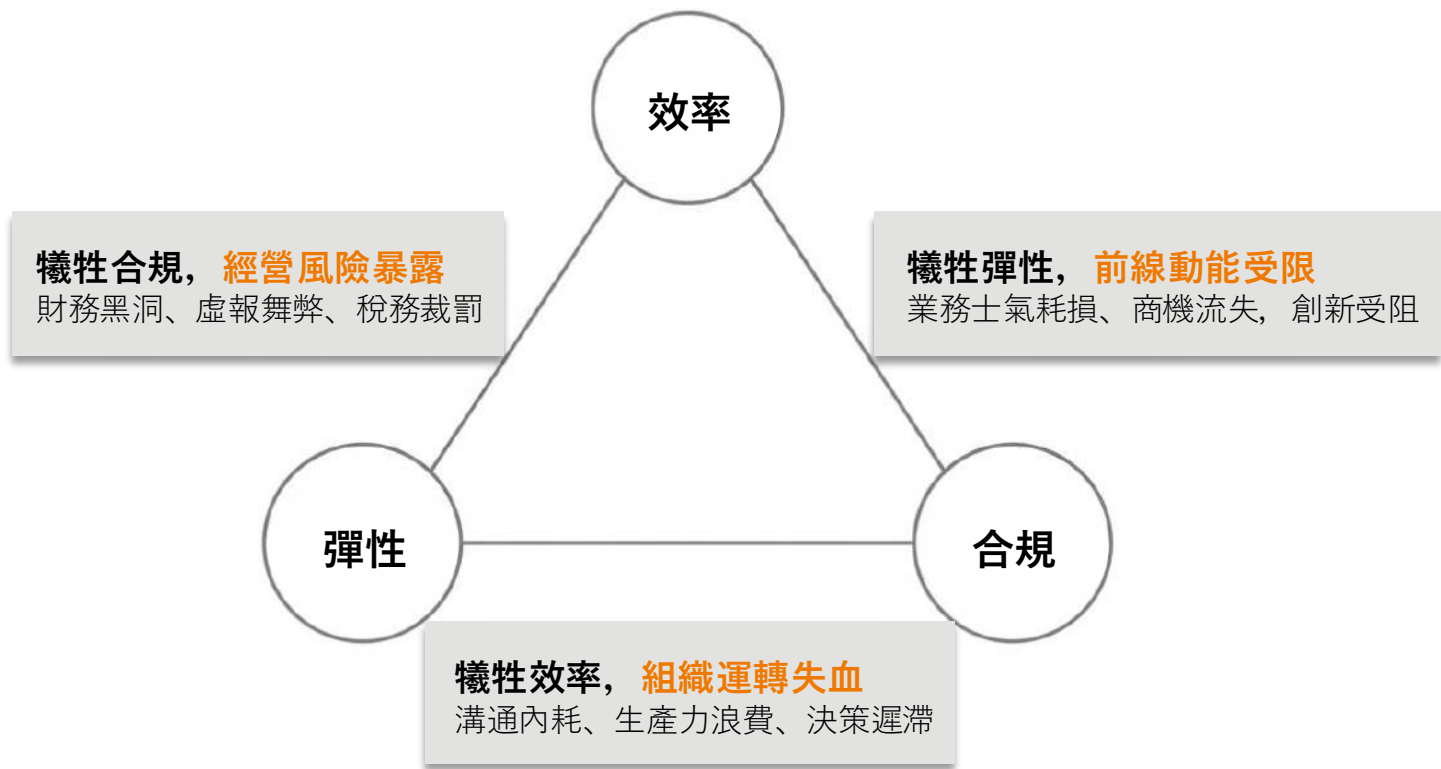 效率
犧牲合規，經營風險暴露
財務黑洞、虛報舞弊、稅務裁罰
犧牲彈性，前線動能受限
業務士氣耗損、商機流失，創新受阻
彈性
合規
犧牲效率，組織運轉失血
溝通內耗、生產力浪費、決策遲滯